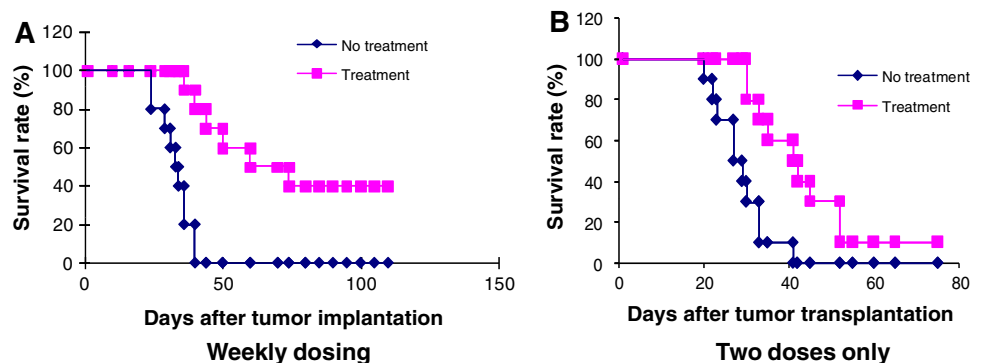 A
Survival rate (%)
120
100
80
60
40
20
0
0
50
100
150
No treatment
Treatment
Days after tumor implantation
Weekly dosing
B
Survival rate (%)
120
100
80
60
40
20
0
0
20
40
60
80
No treatment
Treatment
Days after tumor transplantation
Two doses only